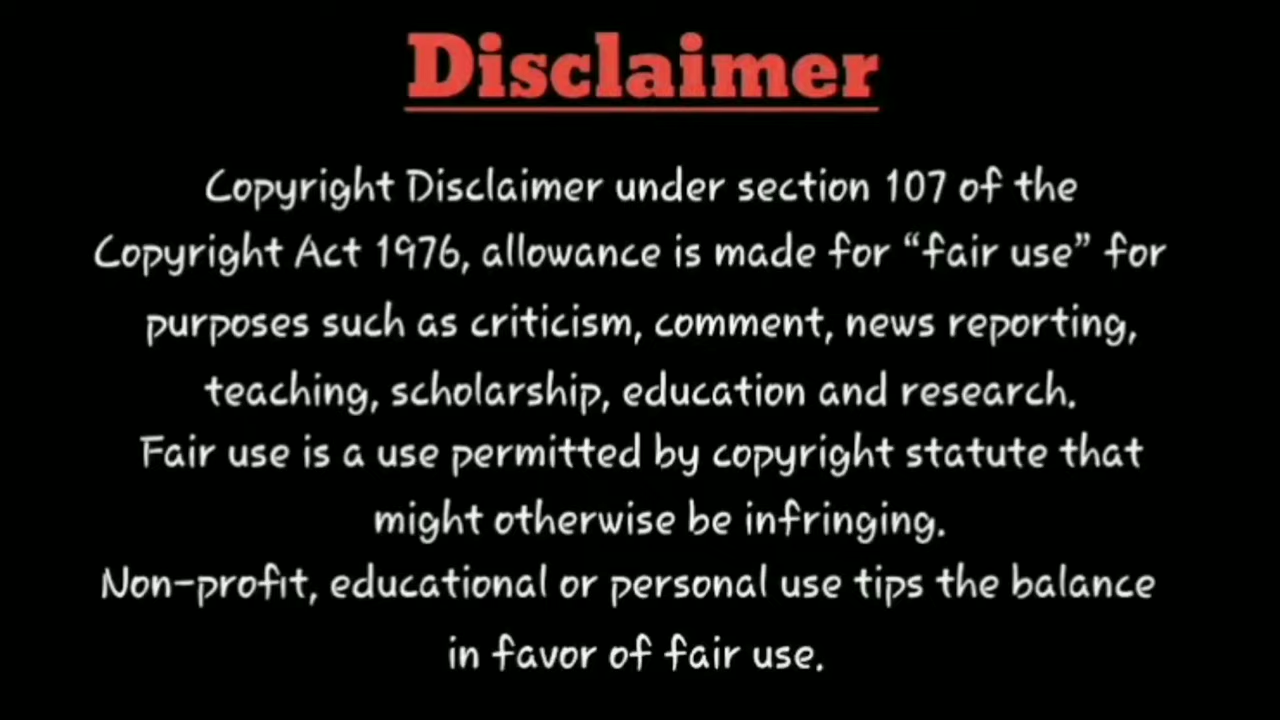 Disclaimer
Copyright Disclaimer under section 107 of the
Copyright Act 1976, allowance is made for “fair use” for
purposes such as criticism, comment, news reporting,
teaching, scholarship, education and research.
Fair use is a use permitted by copyright statute that
might otherwise be infringing.
Non-profit, educational or personal use tips the balance
in favor of fair use.